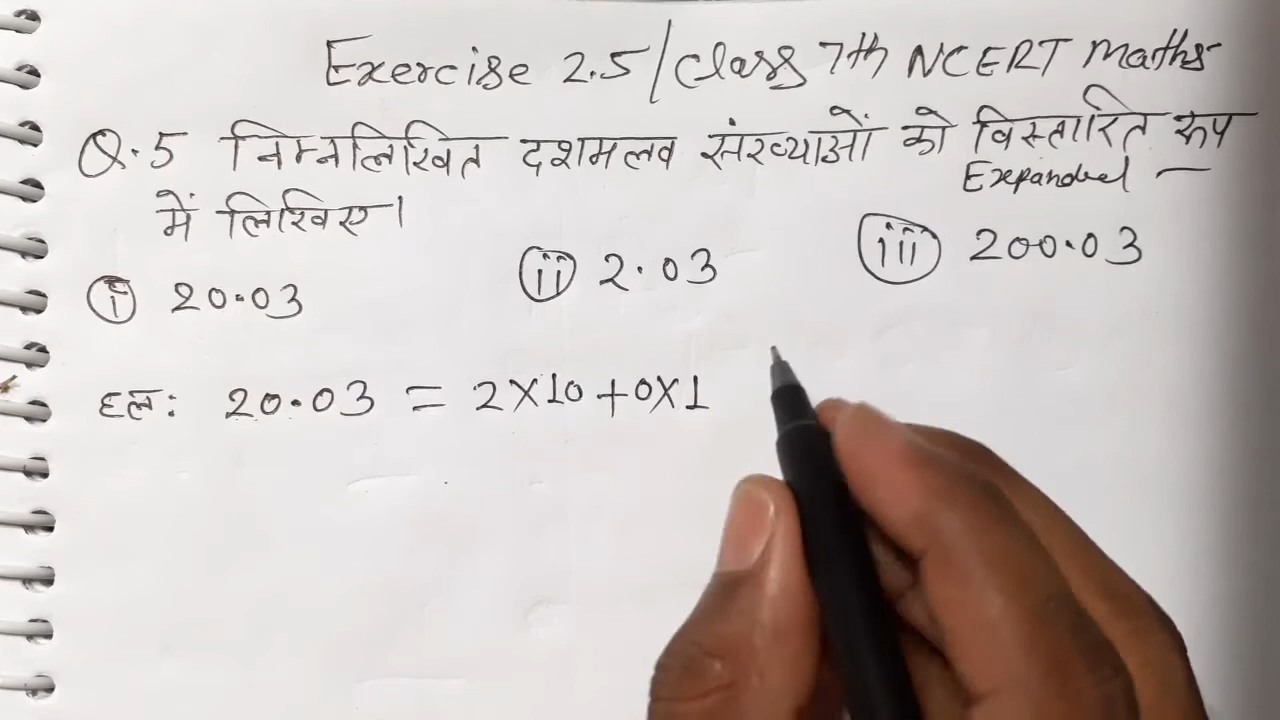 Exercise 2.5/Class 7th NCERT Maths
Q.5 निम्नलिखित दशमलव संख्याओं को विस्तारित रूप
Expanded —
में लिखिए।
(i) 20.03 (ii) 2.03 (iii) 200.03
हल: 20.03 = 2×10+0×1